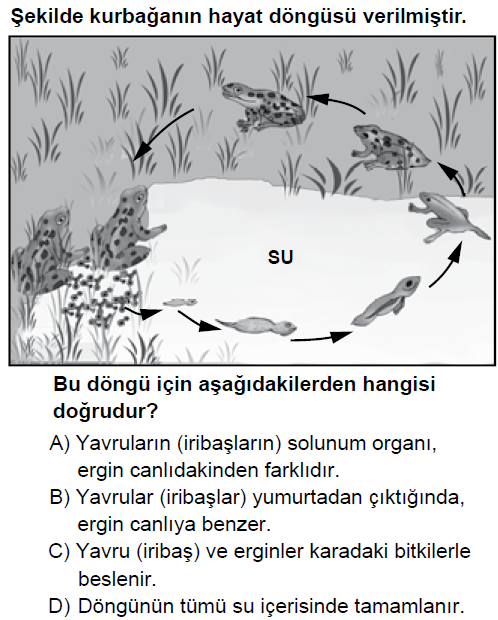 Şekilde kurbağanın hayat döngüsü verilmiştir.
SU
Bu döngü için aşağıdakilerden hangisi
doğrudur?
A) Yavruların (iribaşların) solunum organı,
ergin canlıdakinden farklıdır.
B) Yavrular (iribaşlar) yumurtadan çıktığında,
ergin canlıya benzer.
C) Yavru (iribaş) ve erginler karadaki bitkilerle
beslenir.
D) Döngünün tümü su içerisinde tamamlanır.